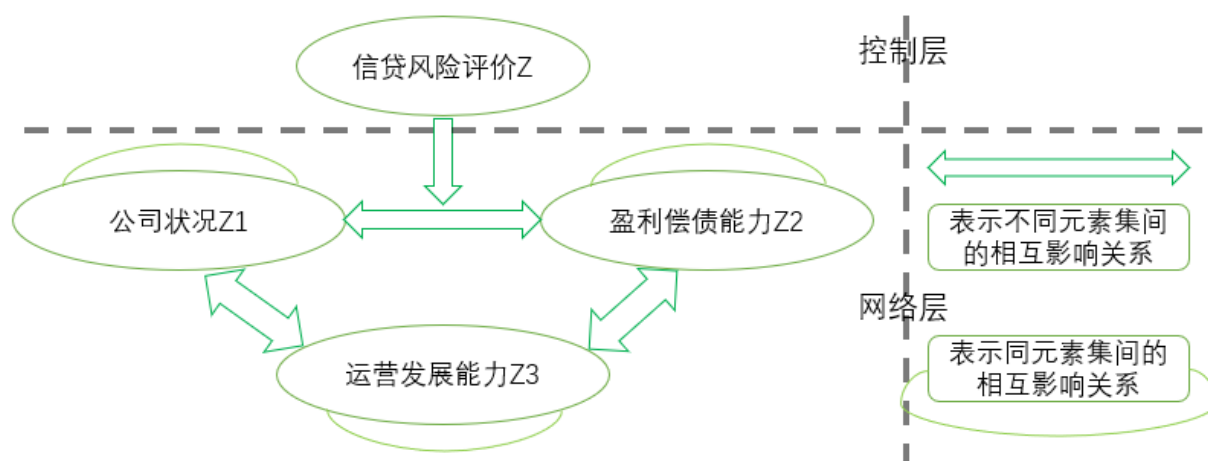 信贷风险评价Z
控制层
公司状况Z1
盈利偿债能力Z2
表示不同元素集间
的相互影响关系
网络层
运营发展能力Z3
表示同元素集间的
相互影响关系